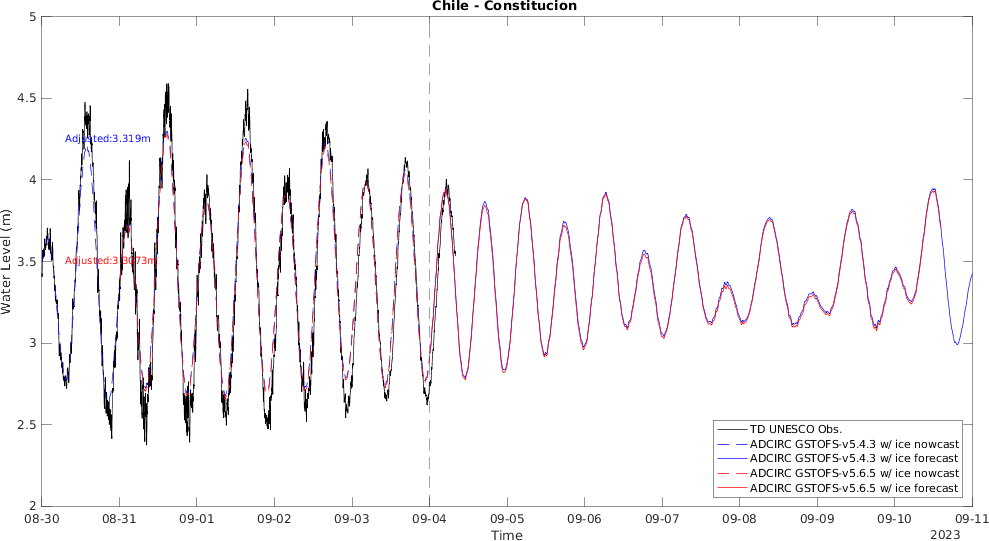 Chile - Constitucion
5
4.5
4
3.5
3
2.5
2
Water Level (m)
Adjusted:3.319m
Adjusted:3.3073m
TD UNESCO Obs.
ADCIRC GSTOFS-v5.4.3 w/ ice nowcast
ADCIRC GSTOFS-v5.4.3 w/ ice forecast
ADCIRC GSTOFS-v5.6.5 w/ ice nowcast
ADCIRC GSTOFS-v5.6.5 w/ ice forecast
08-30 08-31 09-01 09-02 09-03 09-04 09-05 09-06 09-07 09-08 09-09 09-10 09-11
Time
2023